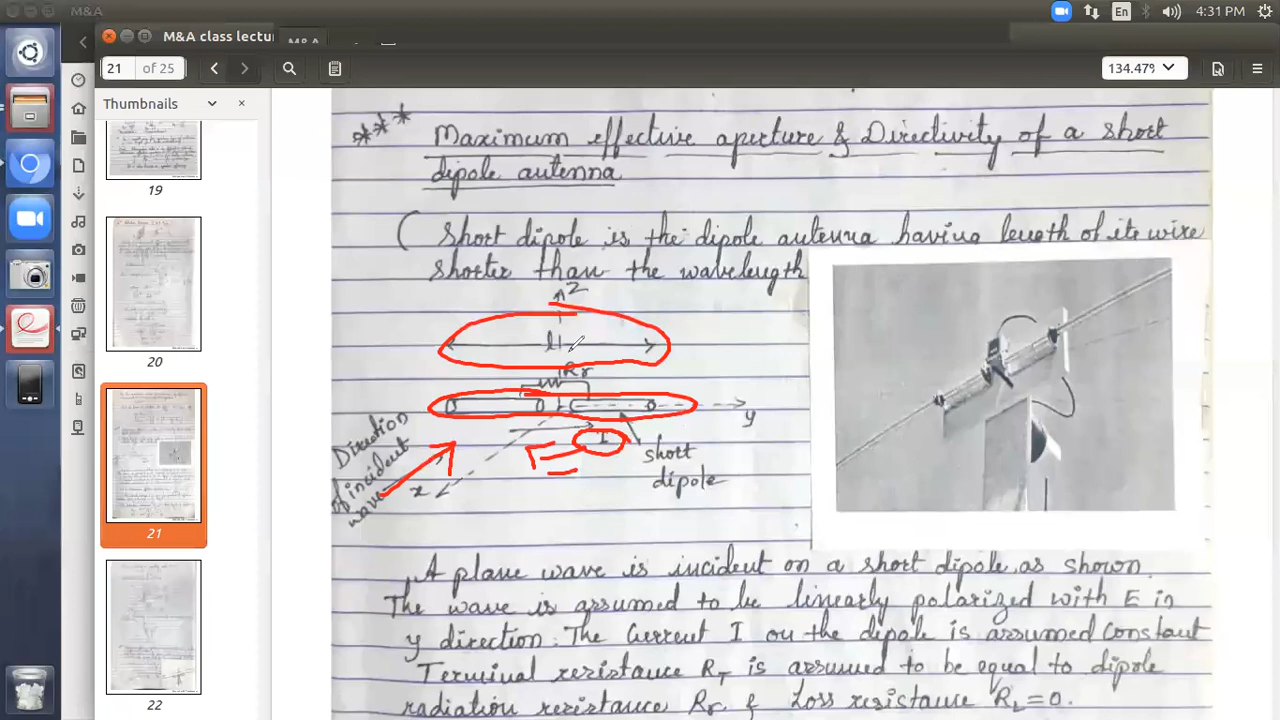 M&A
En
4:31 PM
M&A class lectur
M&A
21 of 25
134.47%
Thumbnails
19
20
21
22
*** Maximum effective aperture & Directivity of a short
dipole antenna
( Short dipole is the dipole antenna having length of its wire
shorter than the wavelength
z
l
Rr
y
I
short
dipole
Direction
of incident
wave
x
A plane wave is incident on a short dipole as shown.
The wave is assumed to be linearly polarized with E in
y direction. The Current I on the dipole is assumed Constant
Terminal resistance RT is assumed to be equal to dipole
radiation resistance Rr & Loss resistance RL=0.